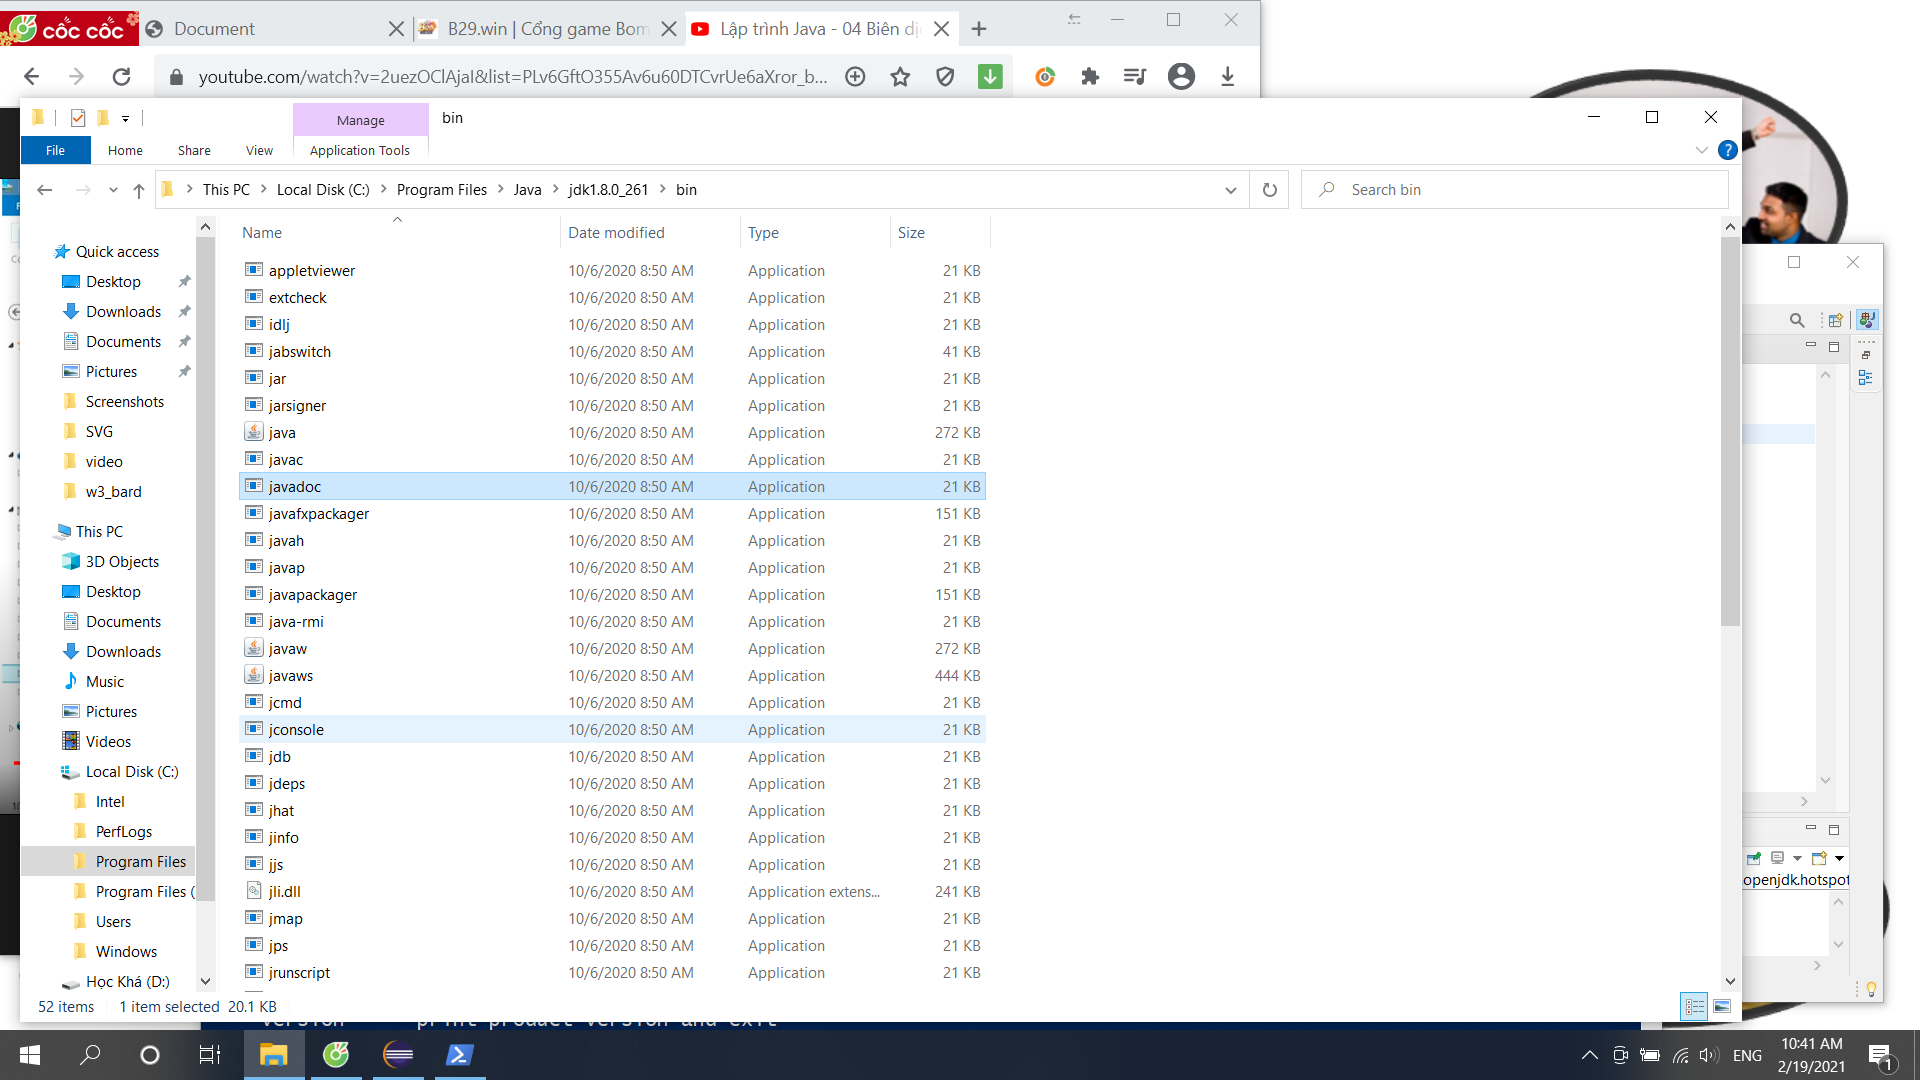 cốc cốc
Document
B29.win | Cổng game Bom
Lập trình Java - 04 Biên dị
youtube.com/watch?v=2uezOClAjaI&list=PLv6GftO355Av6u60DTCvrUe6aXror_b...
Manage
bin
File
Home
Share
View
Application Tools
This PC
Local Disk (C:)
Program Files
Java
jdk1.8.0_261
bin
Search bin
Name
Date modified
Type
Size
Quick access
Desktop
Downloads
Documents
Pictures
Screenshots
SVG
video
w3_bard
This PC
3D Objects
Desktop
Documents
Downloads
Music
Pictures
Videos
Local Disk (C:)
Intel
PerfLogs
Program Files
Program Files (
Users
Windows
Học Khá (D:)
appletviewer 10/6/2020 8:50 AM Application 21 KB
extcheck 10/6/2020 8:50 AM Application 21 KB
idlj 10/6/2020 8:50 AM Application 21 KB
jabswitch 10/6/2020 8:50 AM Application 41 KB
jar 10/6/2020 8:50 AM Application 21 KB
jarsigner 10/6/2020 8:50 AM Application 21 KB
java 10/6/2020 8:50 AM Application 272 KB
javac 10/6/2020 8:50 AM Application 21 KB
javadoc 10/6/2020 8:50 AM Application 21 KB
javafxpackager 10/6/2020 8:50 AM Application 151 KB
javah 10/6/2020 8:50 AM Application 21 KB
javap 10/6/2020 8:50 AM Application 21 KB
javapackager 10/6/2020 8:50 AM Application 151 KB
java-rmi 10/6/2020 8:50 AM Application 21 KB
javaw 10/6/2020 8:50 AM Application 272 KB
javaws 10/6/2020 8:50 AM Application 444 KB
jcmd 10/6/2020 8:50 AM Application 21 KB
jconsole 10/6/2020 8:50 AM Application 21 KB
jdb 10/6/2020 8:50 AM Application 21 KB
jdeps 10/6/2020 8:50 AM Application 21 KB
jhat 10/6/2020 8:50 AM Application 21 KB
jinfo 10/6/2020 8:50 AM Application 21 KB
jjs 10/6/2020 8:50 AM Application 21 KB
jli.dll 10/6/2020 8:50 AM Application extens... 241 KB
jmap 10/6/2020 8:50 AM Application 21 KB
jps 10/6/2020 8:50 AM Application 21 KB
jrunscript 10/6/2020 8:50 AM Application 21 KB
openjdk.hotspot
52 items 1 item selected 20.1 KB
version print product version and exit
ENG
10:41 AM
2/19/2021
1